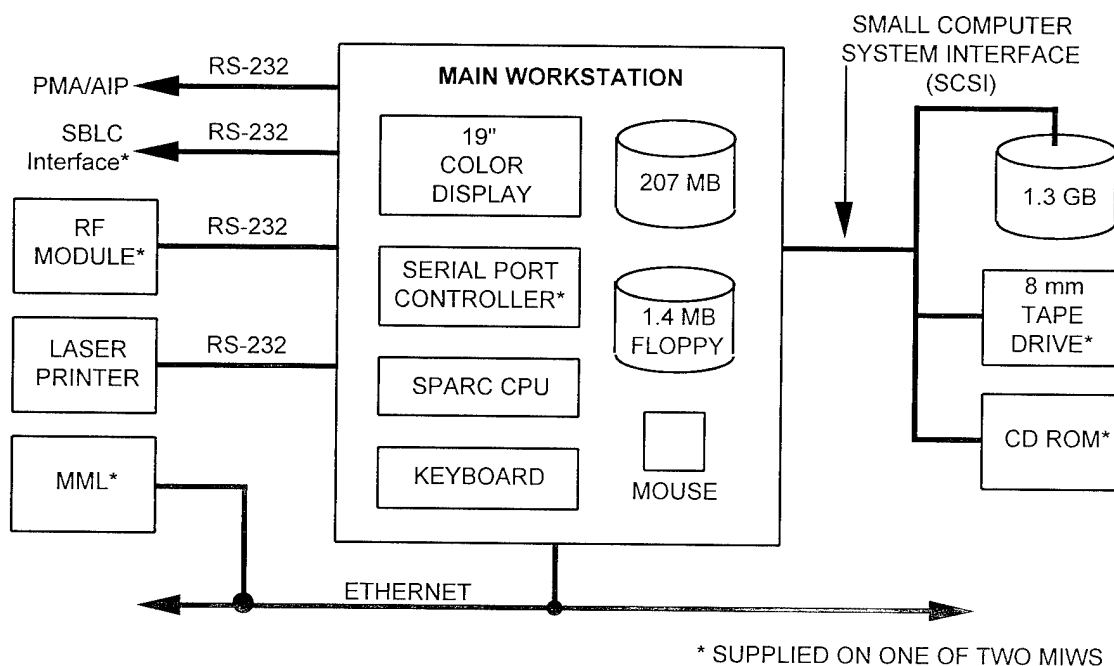 SMALL COMPUTER
SYSTEM INTERFACE
(SCSI)
MAIN WORKSTATION
PMA/AIP
RS-232
SBLC
Interface*
RS-232
RF
MODULE*
RS-232
LASER
PRINTER
RS-232
MML*
19"
COLOR
DISPLAY
207 MB
SERIAL PORT
CONTROLLER*
1.4 MB
FLOPPY
SPARC CPU
KEYBOARD
MOUSE
1.3 GB
8 mm
TAPE
DRIVE*
CD ROM*
ETHERNET
* SUPPLIED ON ONE OF TWO MIWS